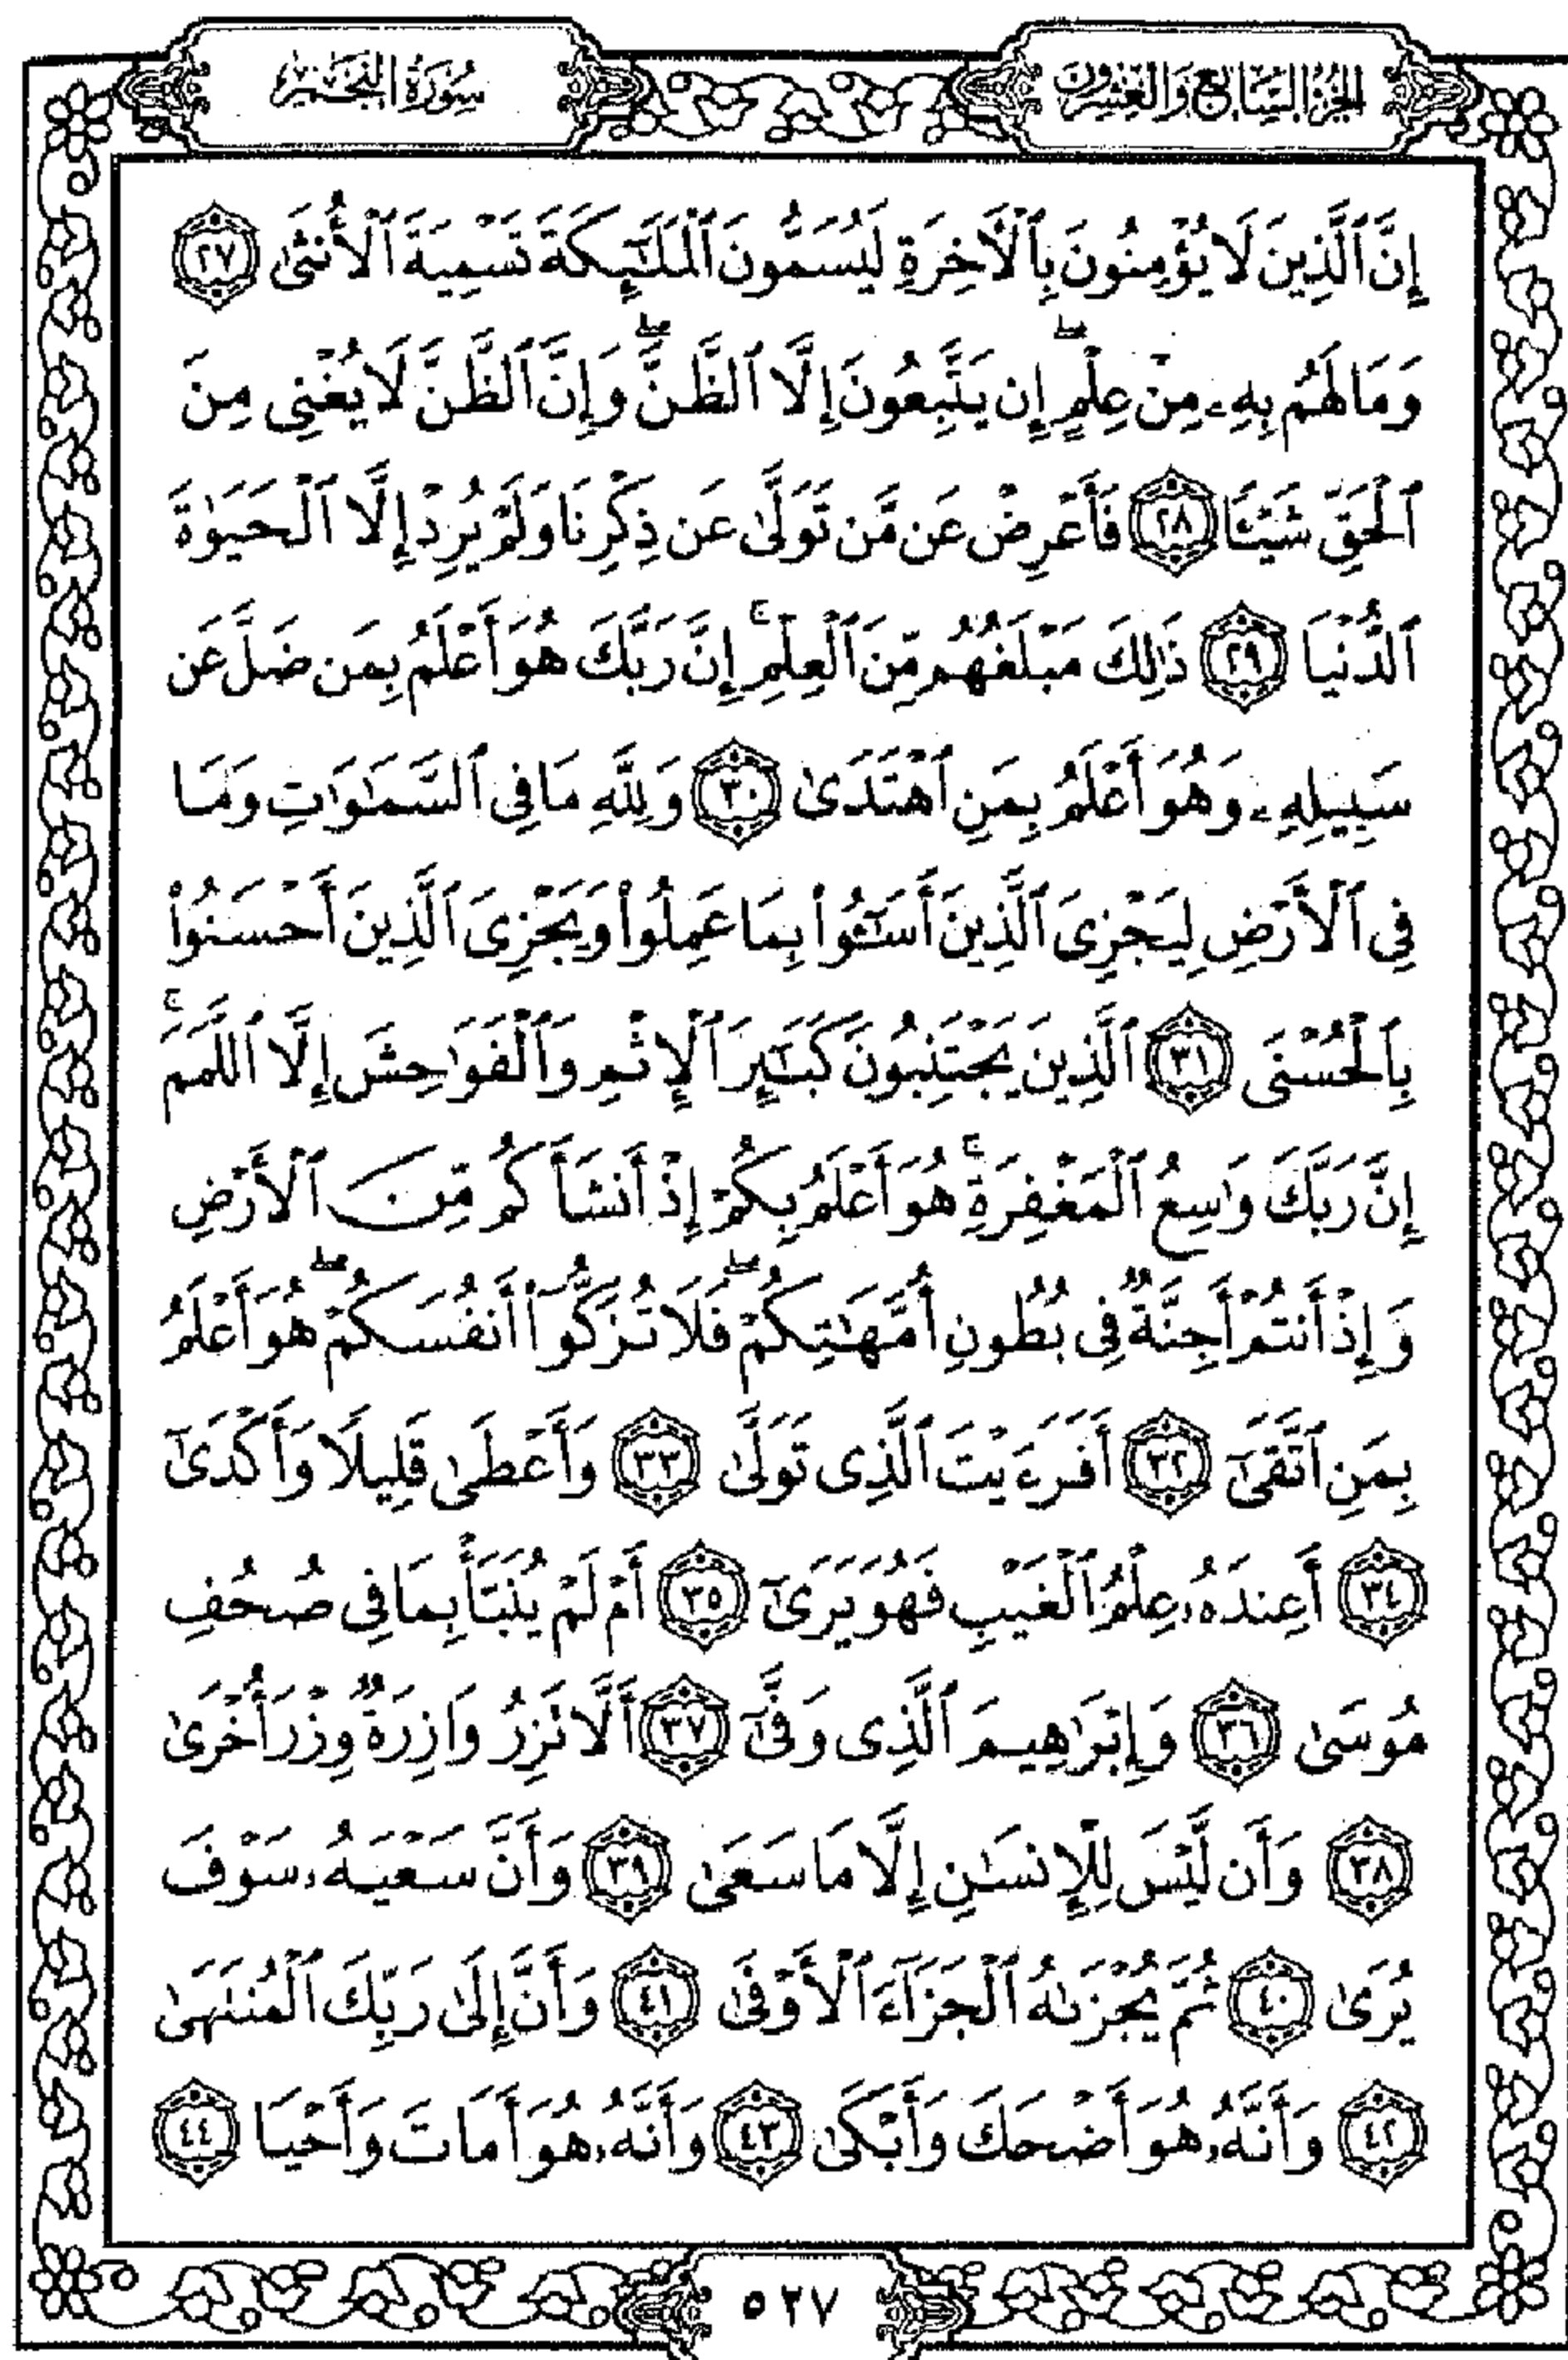 الجزء السابع والعشرون
سورة النجم
إِنَّ ٱلَّذِينَ لَا يُؤْمِنُونَ بِٱلْأَخِرَةِ لَيُسَمُّونَ ٱلْمَلَٰٓئِكَةَ تَسْمِيَةَ ٱلْأُنثَىٰ ٢٧
وَمَا لَهُم بِهِۦ مِنْ عِلْمٍ ۖ إِن يَتَّبِعُونَ إِلَّا ٱلظَّنَّ ۖ وَإِنَّ ٱلظَّنَّ لَا يُغْنِى مِنَ
ٱلْحَقِّ شَيْـًٔا ٢٨ فَأَعْرِضْ عَن مَّن تَوَلَّىٰ عَن ذِكْرِنَا وَلَمْ يُرِدْ إِلَّا ٱلْحَيَوٰةَ
ٱلدُّنْيَا ٢٩ ذَٰلِكَ مَبْلَغُهُم مِّنَ ٱلْعِلْمِ ۚ إِنَّ رَبَّكَ هُوَ أَعْلَمُ بِمَن ضَلَّ عَن
سَبِيلِهِۦ وَهُوَ أَعْلَمُ بِمَنِ ٱهْتَدَىٰ ٣٠ وَلِلَّهِ مَا فِى ٱلسَّمَٰوَٰتِ وَمَا
فِى ٱلْأَرْضِ لِيَجْزِىَ ٱلَّذِينَ أَسَٰٓـُٔوا۟ بِمَا عَمِلُوا۟ وَيَجْزِىَ ٱلَّذِينَ أَحْسَنُوا۟
بِٱلْحُسْنَى ٣١ ٱلَّذِينَ يَجْتَنِبُونَ كَبَٰٓئِرَ ٱلْإِثْمِ وَٱلْفَوَٰحِشَ إِلَّا ٱللَّمَمَ ۚ
إِنَّ رَبَّكَ وَٰسِعُ ٱلْمَغْفِرَةِ ۚ هُوَ أَعْلَمُ بِكُمْ إِذْ أَنشَأَكُم مِّنَ ٱلْأَرْضِ
وَإِذْ أَنتُمْ أَجِنَّةٌ فِى بُطُونِ أُمَّهَٰتِكُمْ ۖ فَلَا تُزَكُّوٓا۟ أَنفُسَكُمْ ۖ هُوَ أَعْلَمُ
بِمَنِ ٱتَّقَىٰٓ ٣٢ أَفَرَءَيْتَ ٱلَّذِى تَوَلَّىٰ ٣٣ وَأَعْطَىٰ قَلِيلًا وَأَكْدَىٰٓ
٣٤ أَعِندَهُۥ عِلْمُ ٱلْغَيْبِ فَهُوَ يَرَىٰٓ ٣٥ أَمْ لَمْ يُنَبَّأْ بِمَا فِى صُحُفِ
مُوسَىٰ ٣٦ وَإِبْرَٰهِيمَ ٱلَّذِى وَفَّىٰٓ ٣٧ أَلَّا تَزِرُ وَازِرَةٌ وِزْرَ أُخْرَىٰ
٣٨ وَأَن لَّيْسَ لِلْإِنسَٰنِ إِلَّا مَا سَعَىٰ ٣٩ وَأَنَّ سَعْيَهُۥ سَوْفَ
يُرَىٰ ٤٠ ثُمَّ يُجْزَىٰهُ ٱلْجَزَآءَ ٱلْأَوْفَىٰ ٤١ وَأَنَّ إِلَىٰ رَبِّكَ ٱلْمُنتَهَىٰ
٤٢ وَأَنَّهُۥ هُوَ أَضْحَكَ وَأَبْكَىٰ ٤٣ وَأَنَّهُۥ هُوَ أَمَاتَ وَأَحْيَا ٤٤
٥٢٧